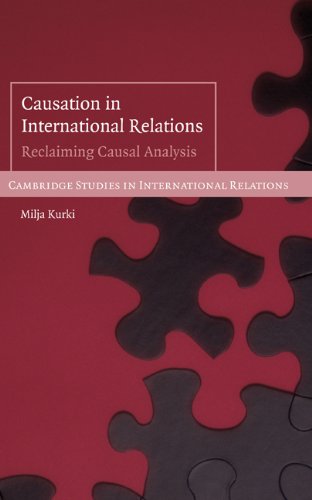 Causation in
International Relations
Reclaiming Causal Analysis
Cambridge Studies in International Relations
Milja Kurki